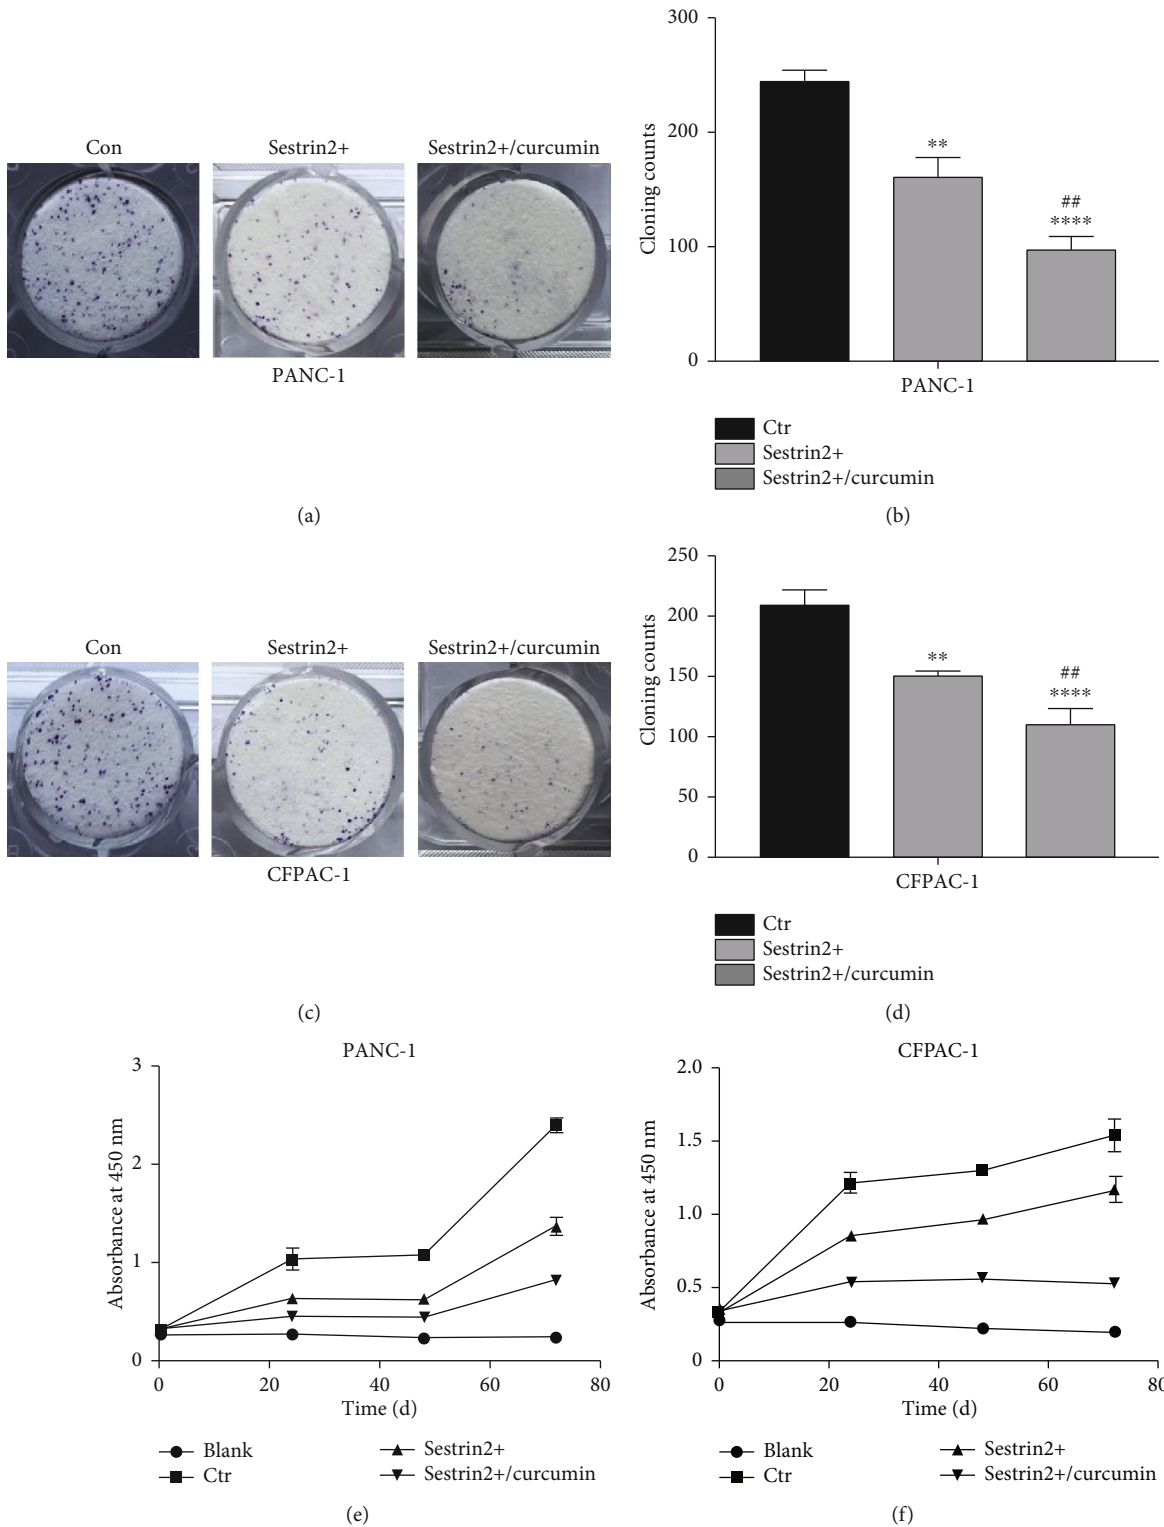 Con Sestrin2+ Sestrin2+/curcumin
PANC-1
(a)
300
200
100
0
Cloning counts
**
##
****
PANC-1
Ctr
Sestrin2+
Sestrin2+/curcumin
(b)
Con Sestrin2+ Sestrin2+/curcumin
CFPAC-1
(c)
250
200
150
100
50
0
Cloning counts
**
##
****
CFPAC-1
Ctr
Sestrin2+
Sestrin2+/curcumin
(d)
PANC-1
3
2
1
0
Absorbance at 450 nm
0 20 40 60 80
Time (d)
Blank Sestrin2+
Ctr Sestrin2+/curcumin
(e)
CFPAC-1
2.0
1.5
1.0
0.5
0
Absorbance at 450 nm
0 20 40 60 80
Time (d)
Blank Sestrin2+
Ctr Sestrin2+/curcumin
(f)